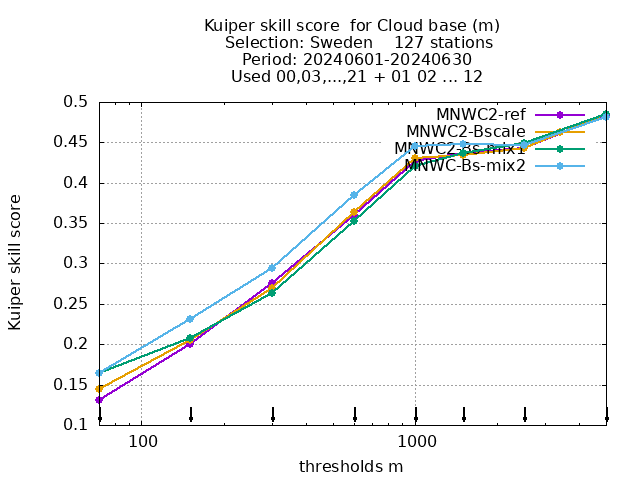 Kuiper skill score  for Cloud base (m)
Selection: Sweden    127 stations
Period: 20240601-20240630
Used 00,03,...,21 + 01 02 ... 12
0.5
0.45
0.4
0.35
0.3
0.25
0.2
0.15
0.1
Kuiper skill score
MNWC2-ref
MNWC2-Bscale
MNWC2-Bs-mix1
MNWC-Bs-mix2
100
1000
thresholds m